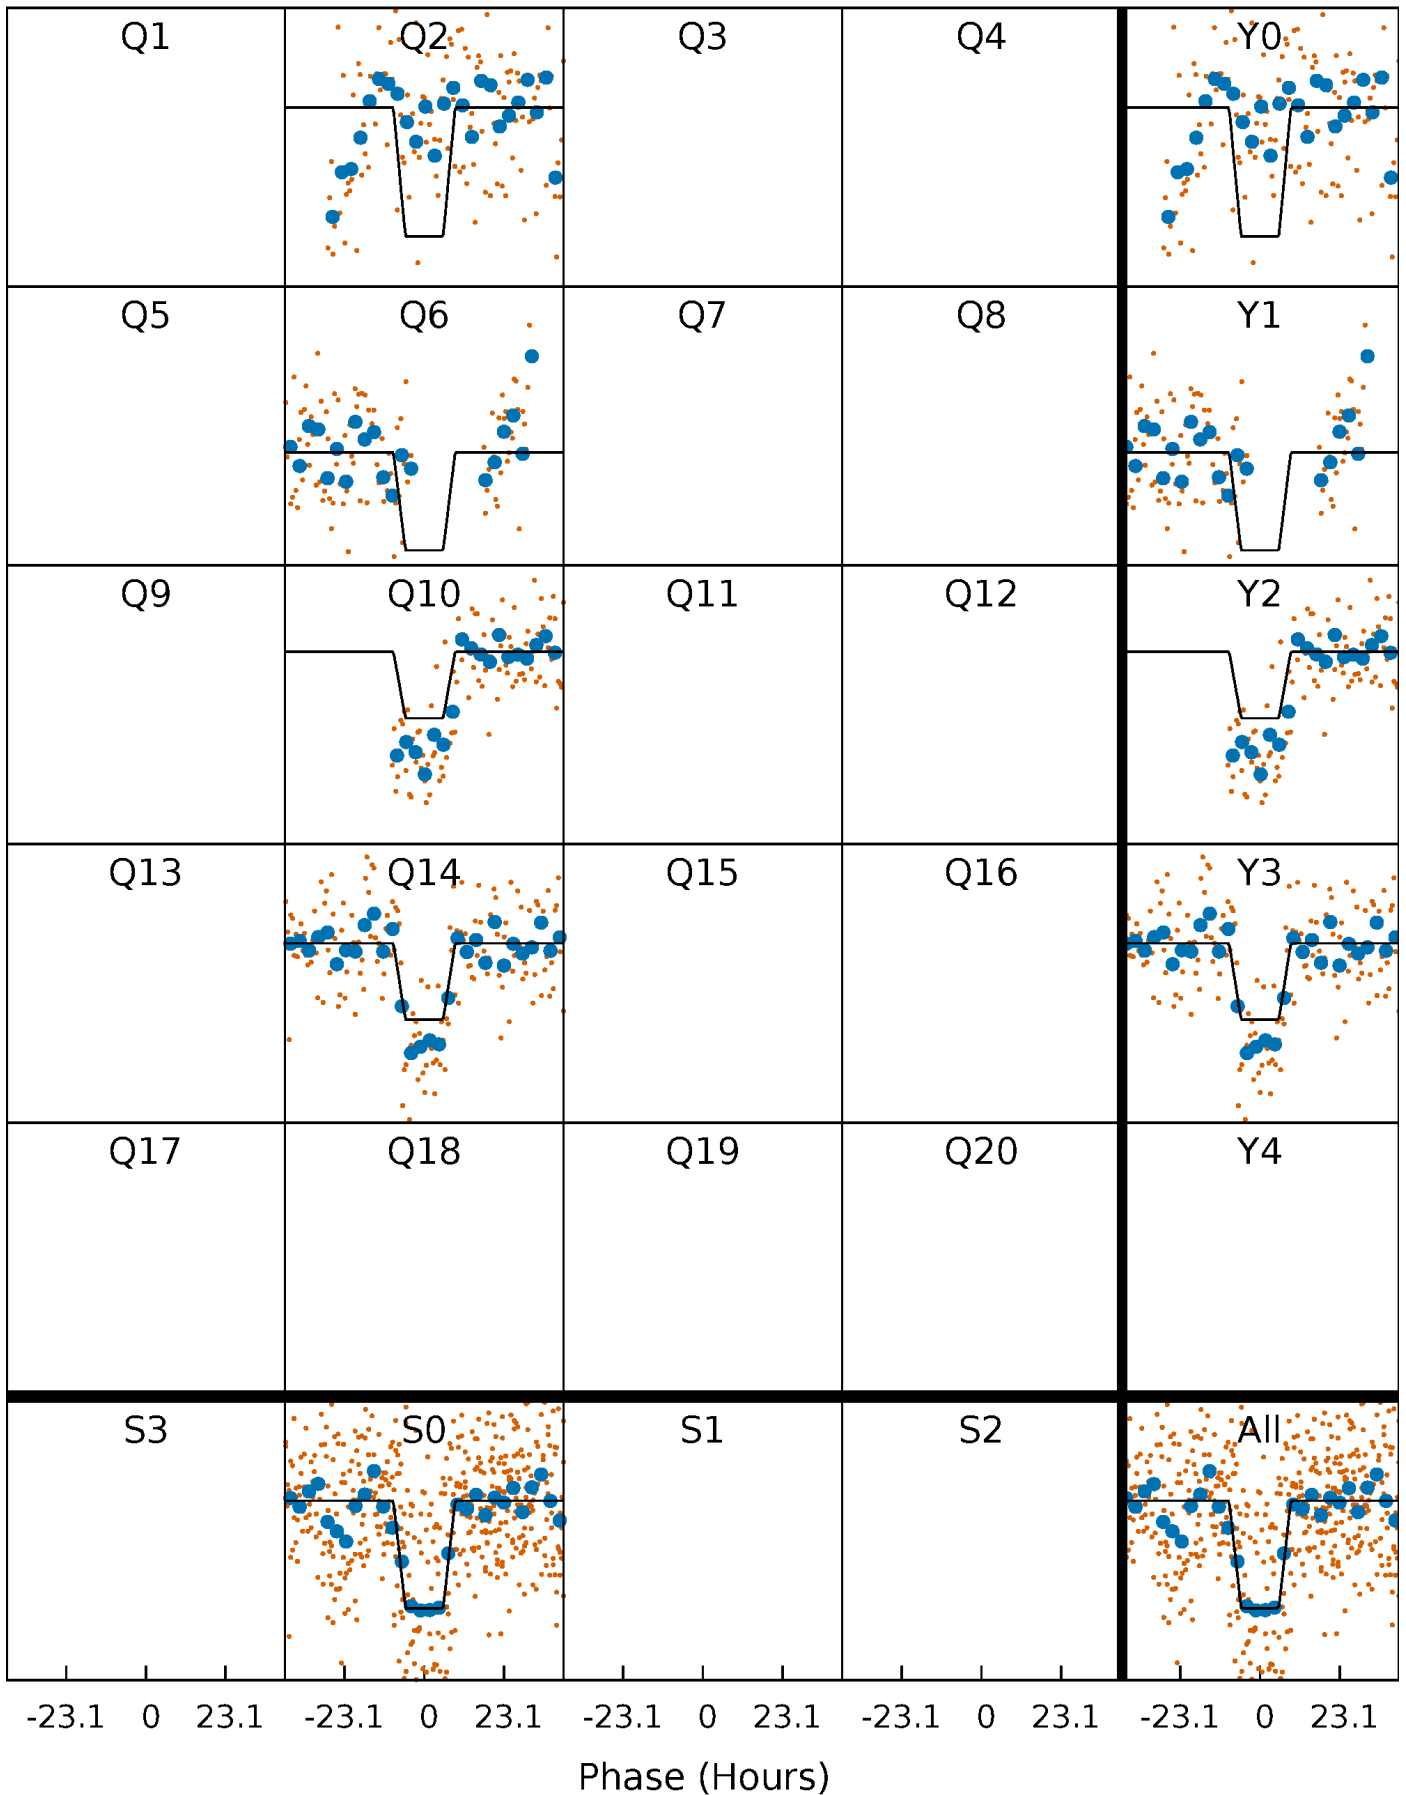 Q1 Q2 Q3 Q4 Y0
Q5 Q6 Q7 Q8 Y1
Q9 Q10 Q11 Q12 Y2
Q13 Q14 Q15 Q16 Y3
Q17 Q18 Q19 Q20 Y4
S3 S0 S1 S2 All
-23.1 0 23.1 -23.1 0 23.1 -23.1 0 23.1 -23.1 0 23.1 -23.1 0 23.1
Phase (Hours)